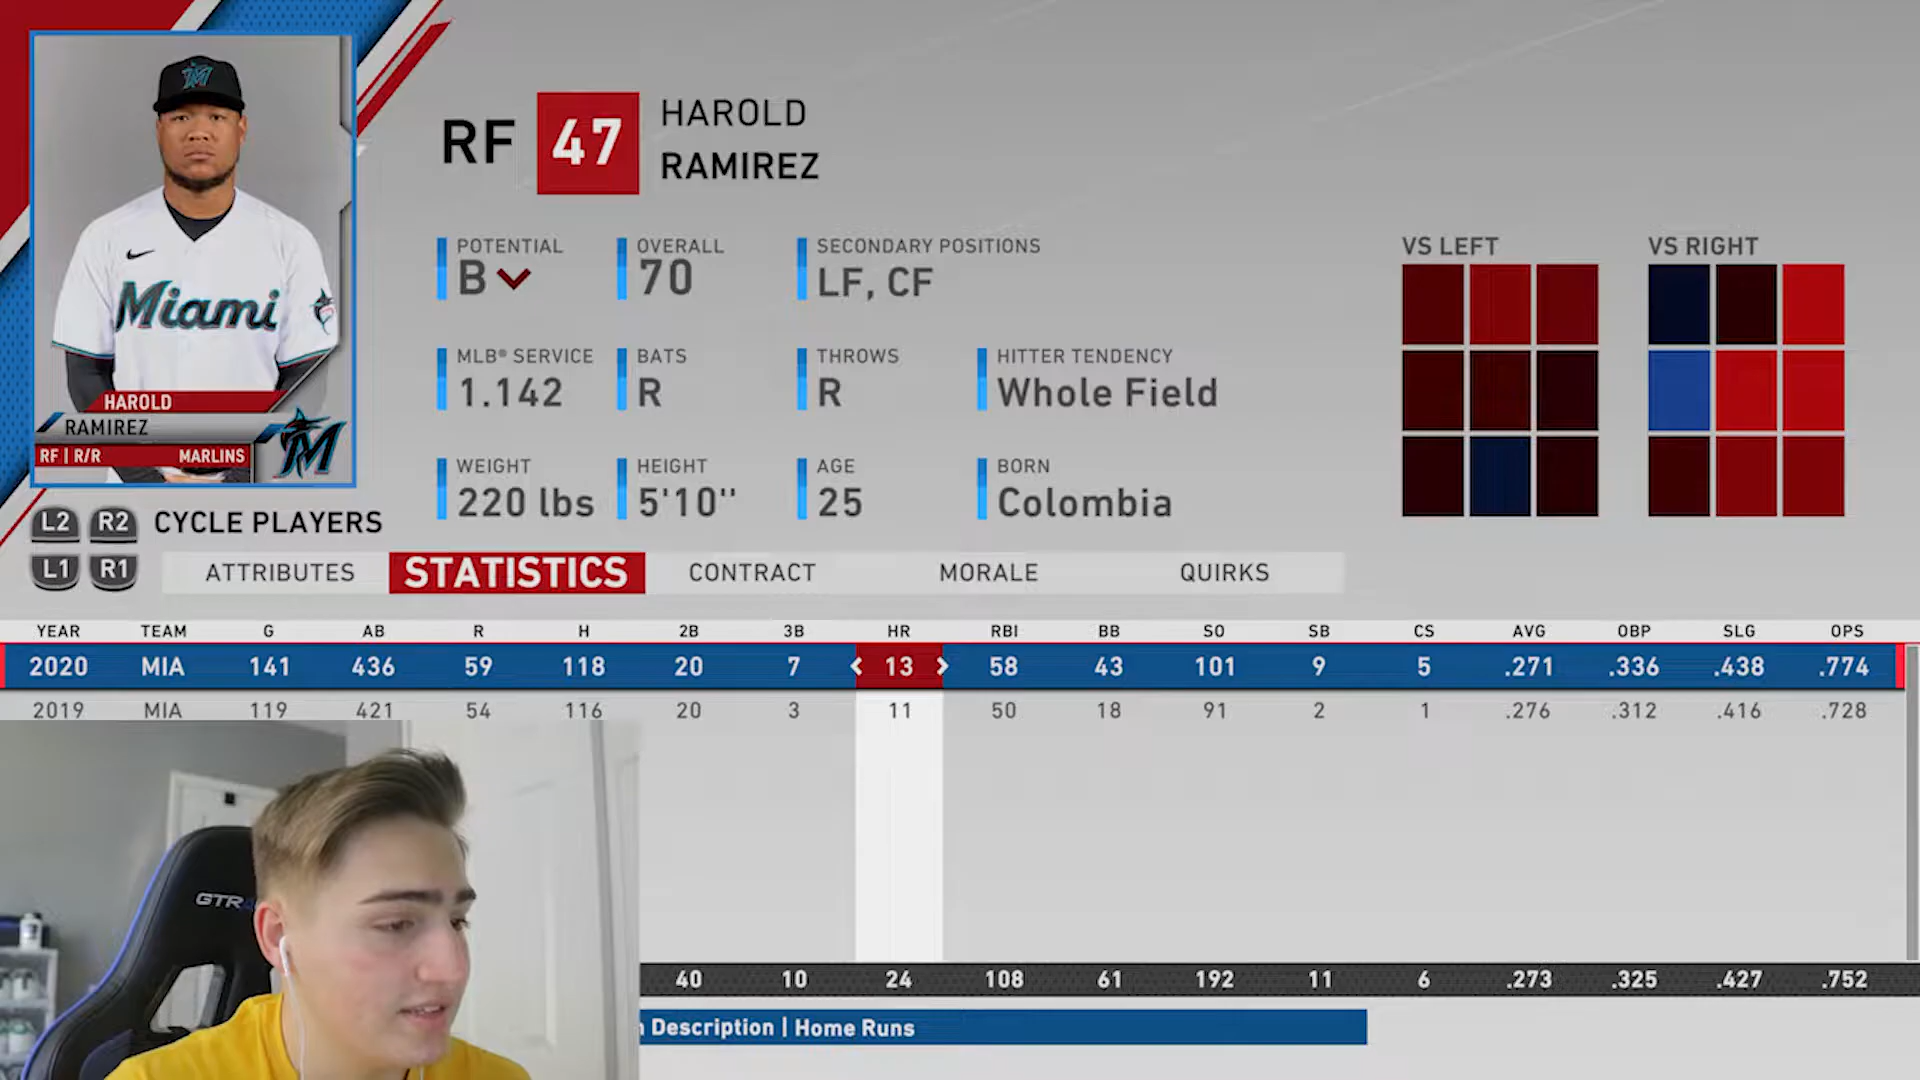 RF 47 HAROLD
RAMIREZ
Miami
HAROLD
RAMIREZ
RF | R/R MARLINS
POTENTIAL OVERALL SECONDARY POSITIONS
B 70 LF, CF
MLB® SERVICE BATS THROWS HITTER TENDENCY
1.142 R R Whole Field
WEIGHT HEIGHT AGE BORN
220 lbs 5'10'' 25 Colombia
VS LEFT VS RIGHT
L2 R2 CYCLE PLAYERS
L1 R1
ATTRIBUTES STATISTICS CONTRACT MORALE QUIRKS
YEAR TEAM G AB R H 2B 3B HR RBI BB SO SB CS AVG OBP SLG OPS
2020 MIA 141 436 59 118 20 7 13 58 43 101 9 5 .271 .336 .438 .774
2019 MIA 119 421 54 116 20 3 11 50 18 91 2 1 .276 .312 .416 .728
40 10 24 108 61 192 11 6 .273 .325 .427 .752
Description | Home Runs
GTR